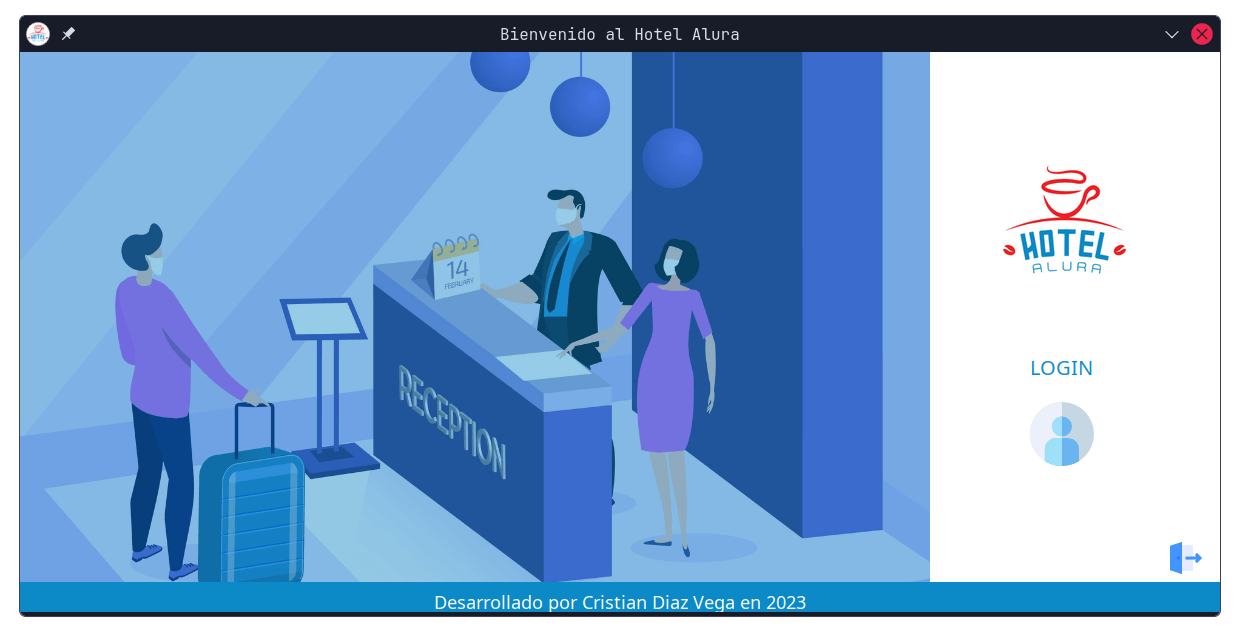 Bienvenido al Hotel Alura
14
FEBRUARY
RECEPTION
HOTEL
ALURA
LOGIN
Desarrollado por Cristian Diaz Vega en 2023